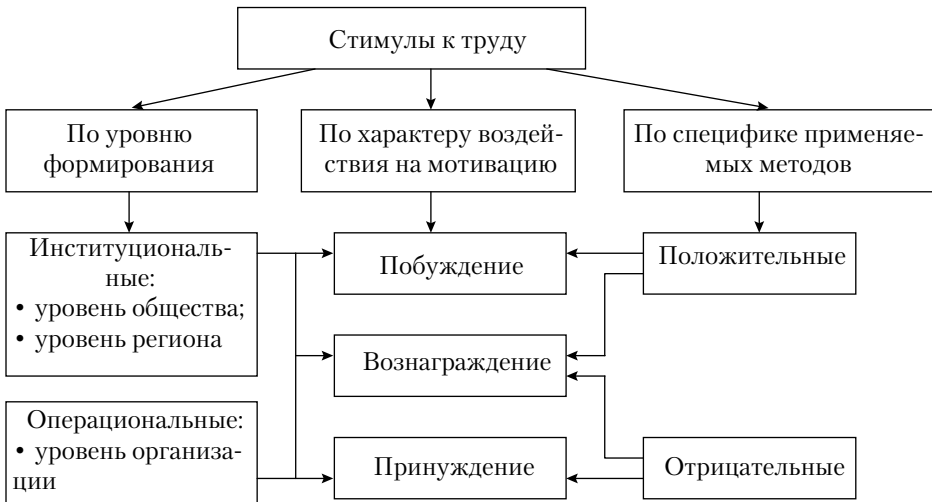 Стимулы к труду
По уровню
формирования
По характеру воздей-
ствия на мотивацию
По специфике применяе-
мых методов
Институциональ-
ные:
• уровень общества;
• уровень региона
Побуждение
Положительные
Вознаграждение
Операциональные:
• уровень организа-
ции
Принуждение
Отрицательные